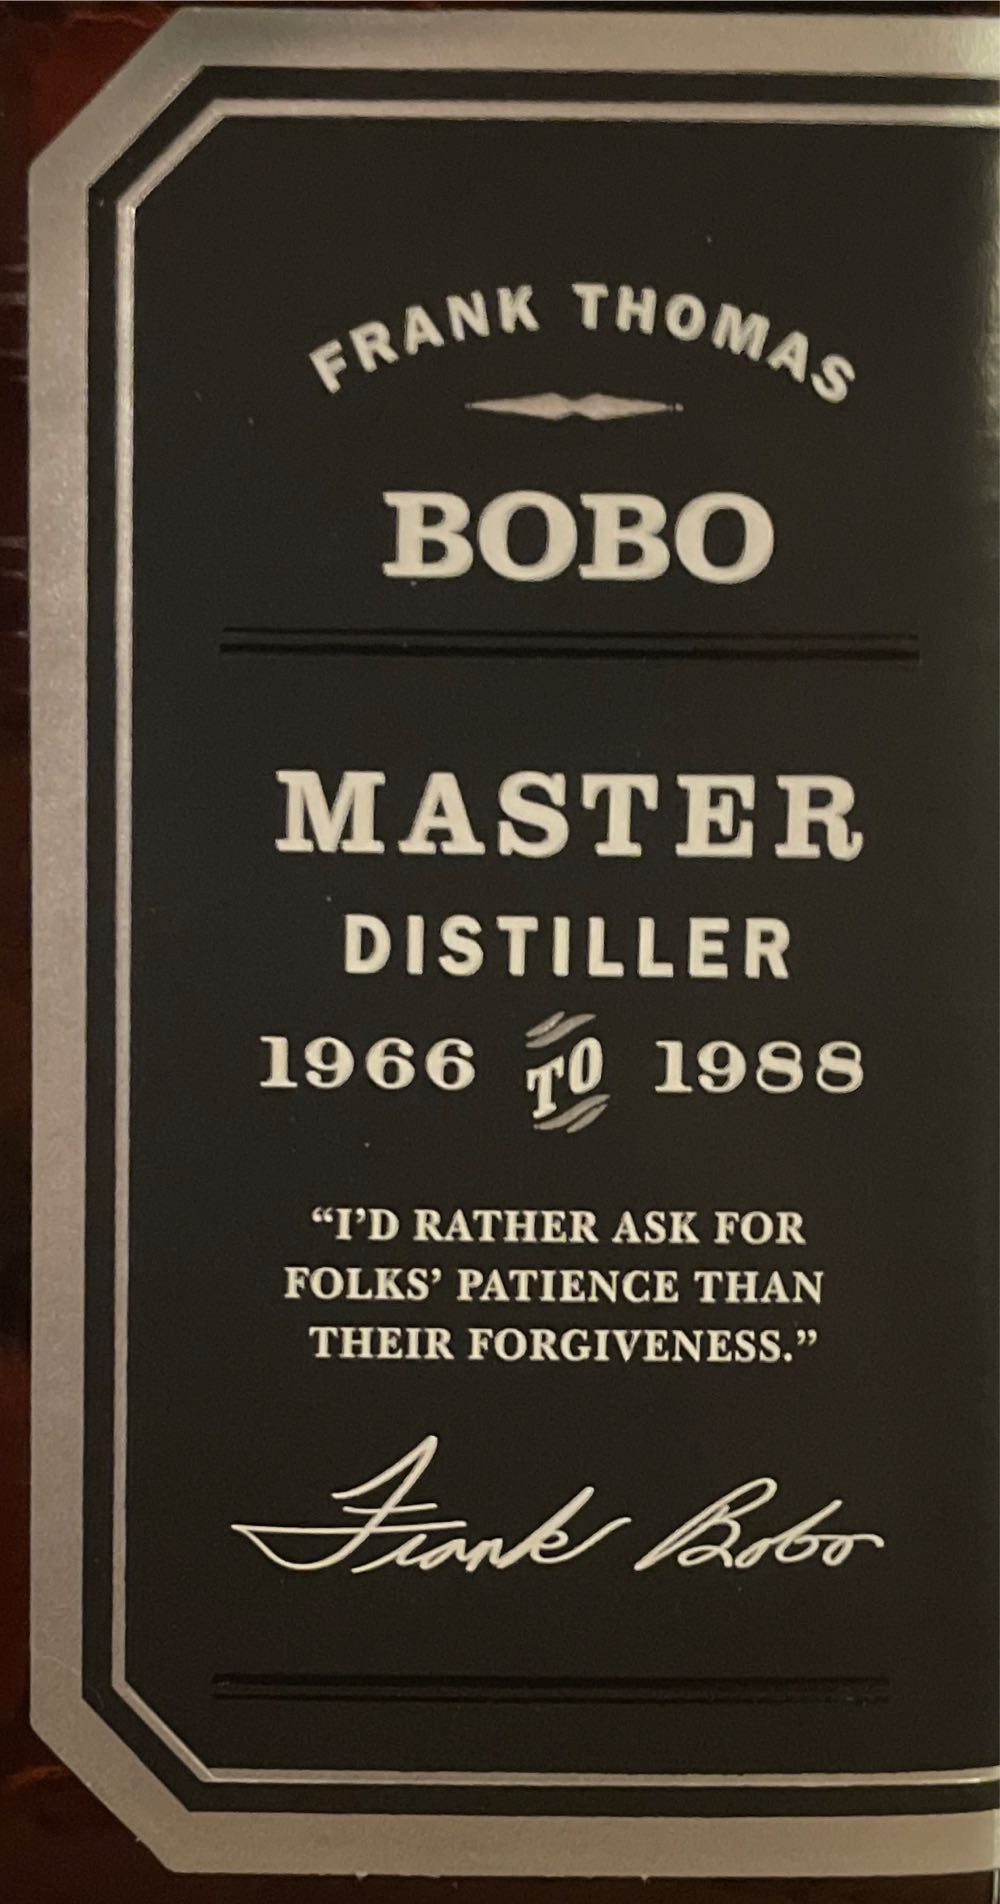 FRANK THOMAS
BOBO
MASTER
DISTILLER
1966 TO 1988
“I’D RATHER ASK FOR
FOLKS’ PATIENCE THAN
THEIR FORGIVENESS.”
Frank Bobo